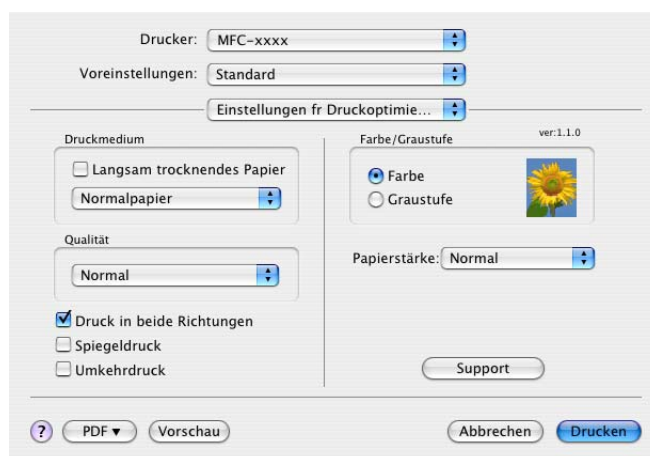 Drucker: MFC-xxxx
Voreinstellungen: Standard
Einstellungen fr Druckoptimie...
Druckmedium
Langsam trocknendes Papier
Normalpapier
Qualität
Normal
Druck in beide Richtungen
Spiegeldruck
Umkehrdruck
Farbe/Graustufe
ver:1.1.0
Farbe
Graustufe
Papierstärke: Normal
Support
? PDF▼ Vorschau Abbrechen Drucken